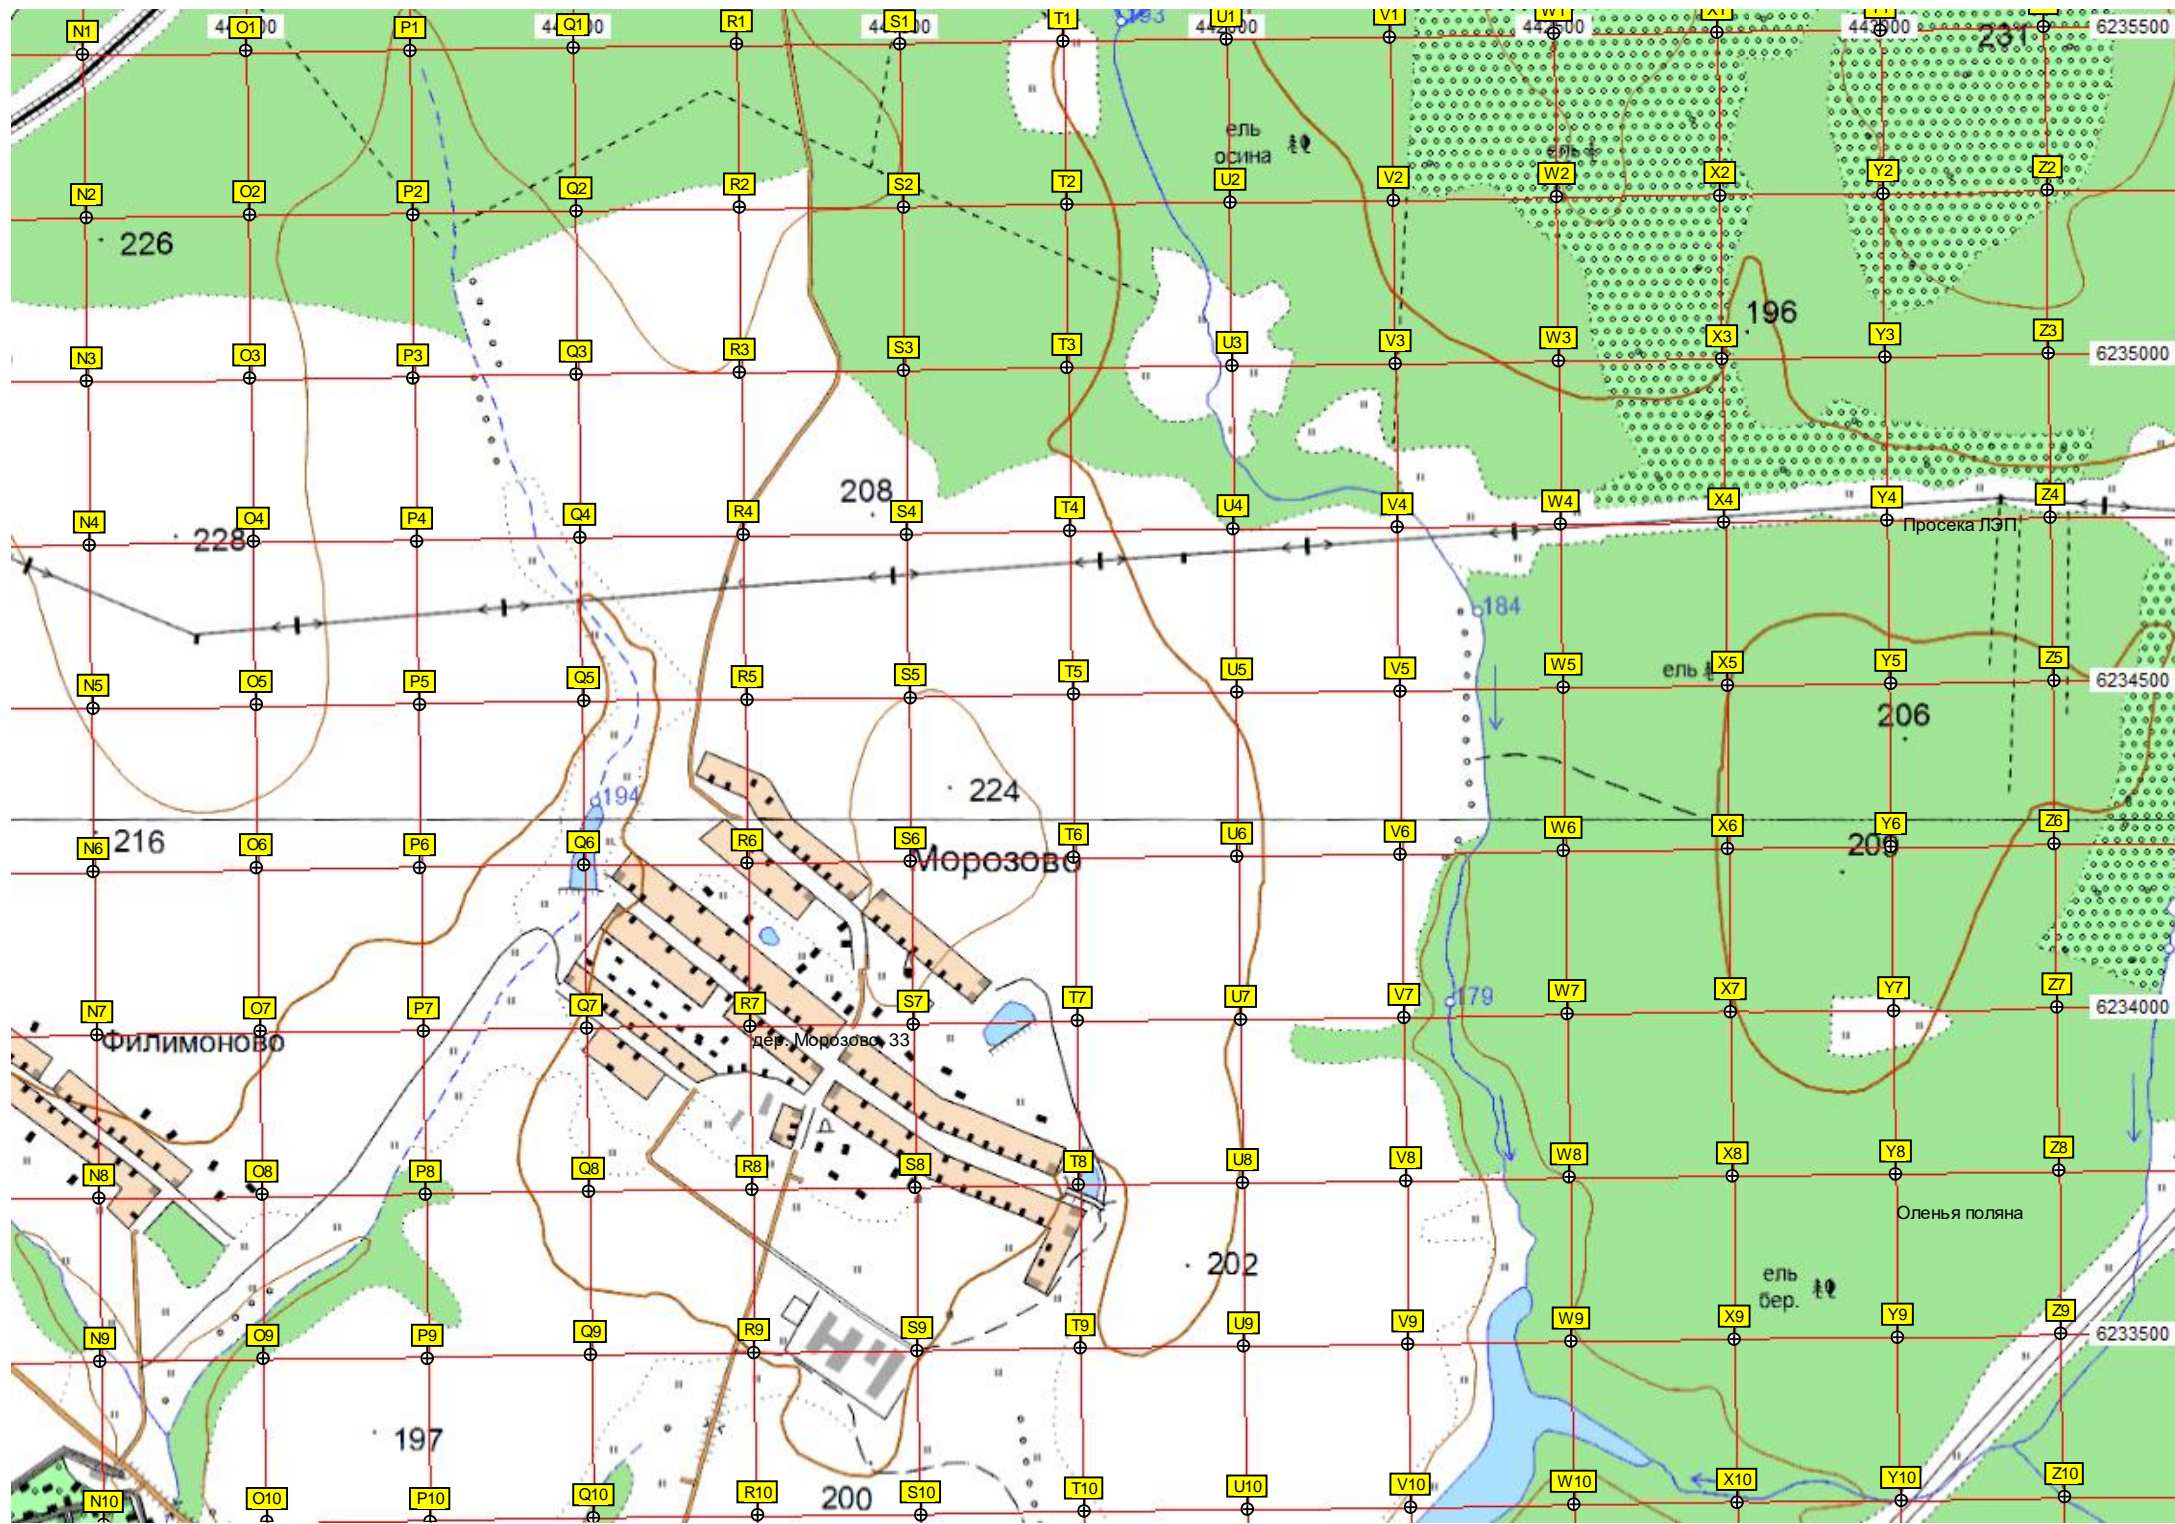 N1 O1 P1 Q1 R1 S1 T1 U1 V1 W1 X1
6235500
231
193
ель
осина
ель
N2 O2 P2 Q2 R2 S2 T2 U2 V2 W2 X2 Y2 Z2
226
196
N3 O3 P3 Q3 R3 S3 T3 U3 V3 W3 X3 Y3 Z3
6235000
208
N4 O4 P4 Q4 R4 S4 T4 U4 V4 W4 X4 Y4 Z4
228
Просека ЛЭП
184
N5 O5 P5 Q5 R5 S5 T5 U5 V5 W5 X5 Y5 Z5
ель
6234500
206
224
194
216
N6 O6 P6 Q6 R6 S6 T6 U6 V6 W6 X6 Y6 Z6
Морозово
209
N7 O7 P7 Q7 R7 S7 T7 U7 V7 W7 X7 Y7 Z7
179
6234000
Филимоново
дер. Морозово, 33
N8 O8 P8 Q8 R8 S8 T8 U8 V8 W8 X8 Y8 Z8
Оленья поляна
202
ель
бер.
N9 O9 P9 Q9 R9 S9 T9 U9 V9 W9 X9 Y9 Z9
6233500
197
200
N10 O10 P10 Q10 R10 S10 T10 U10 V10 W10 X10 Y10 Z10